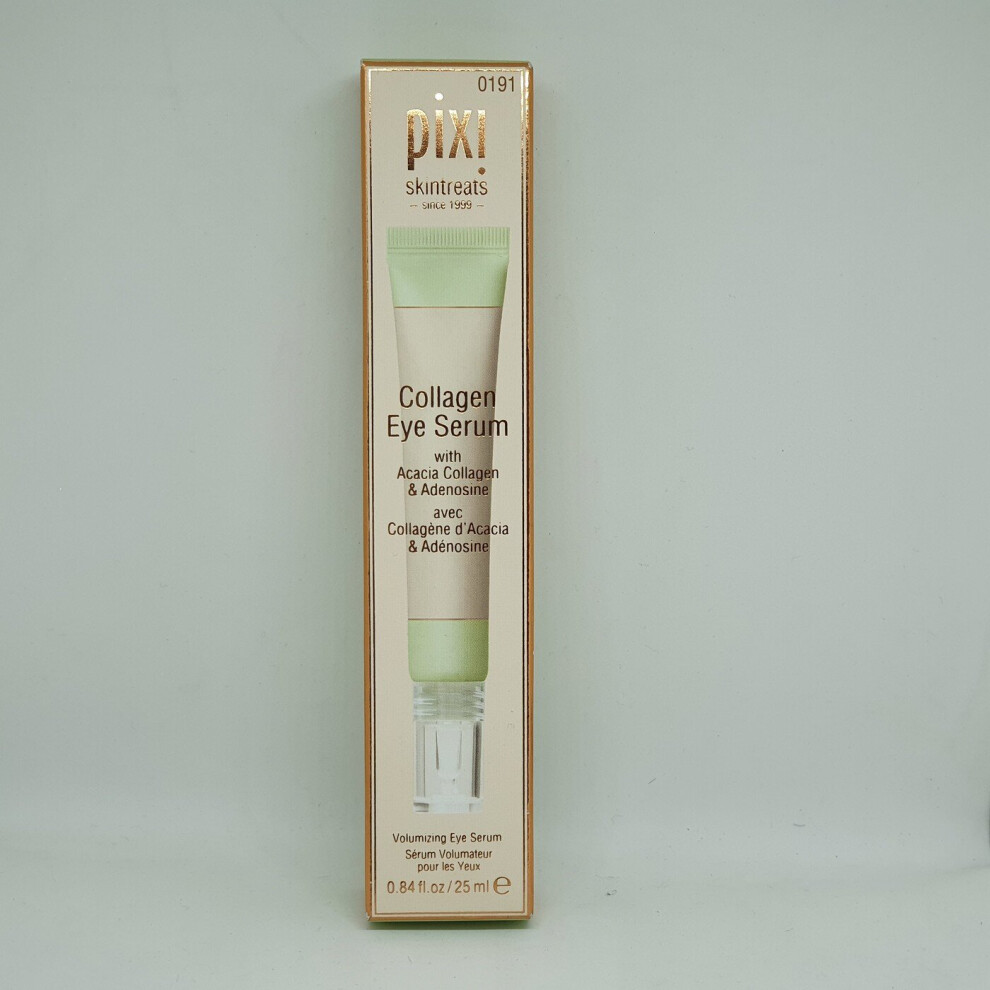 0191
pixi
skintreats
– since 1999 –
Collagen
Eye Serum
with
Acacia Collagen
& Adenosine
avec
Collagène d'Acacia
& Adénosine
Volumizing Eye Serum
Sérum Volumateur
pour les Yeux
0.84 fl.oz / 25 ml ℮